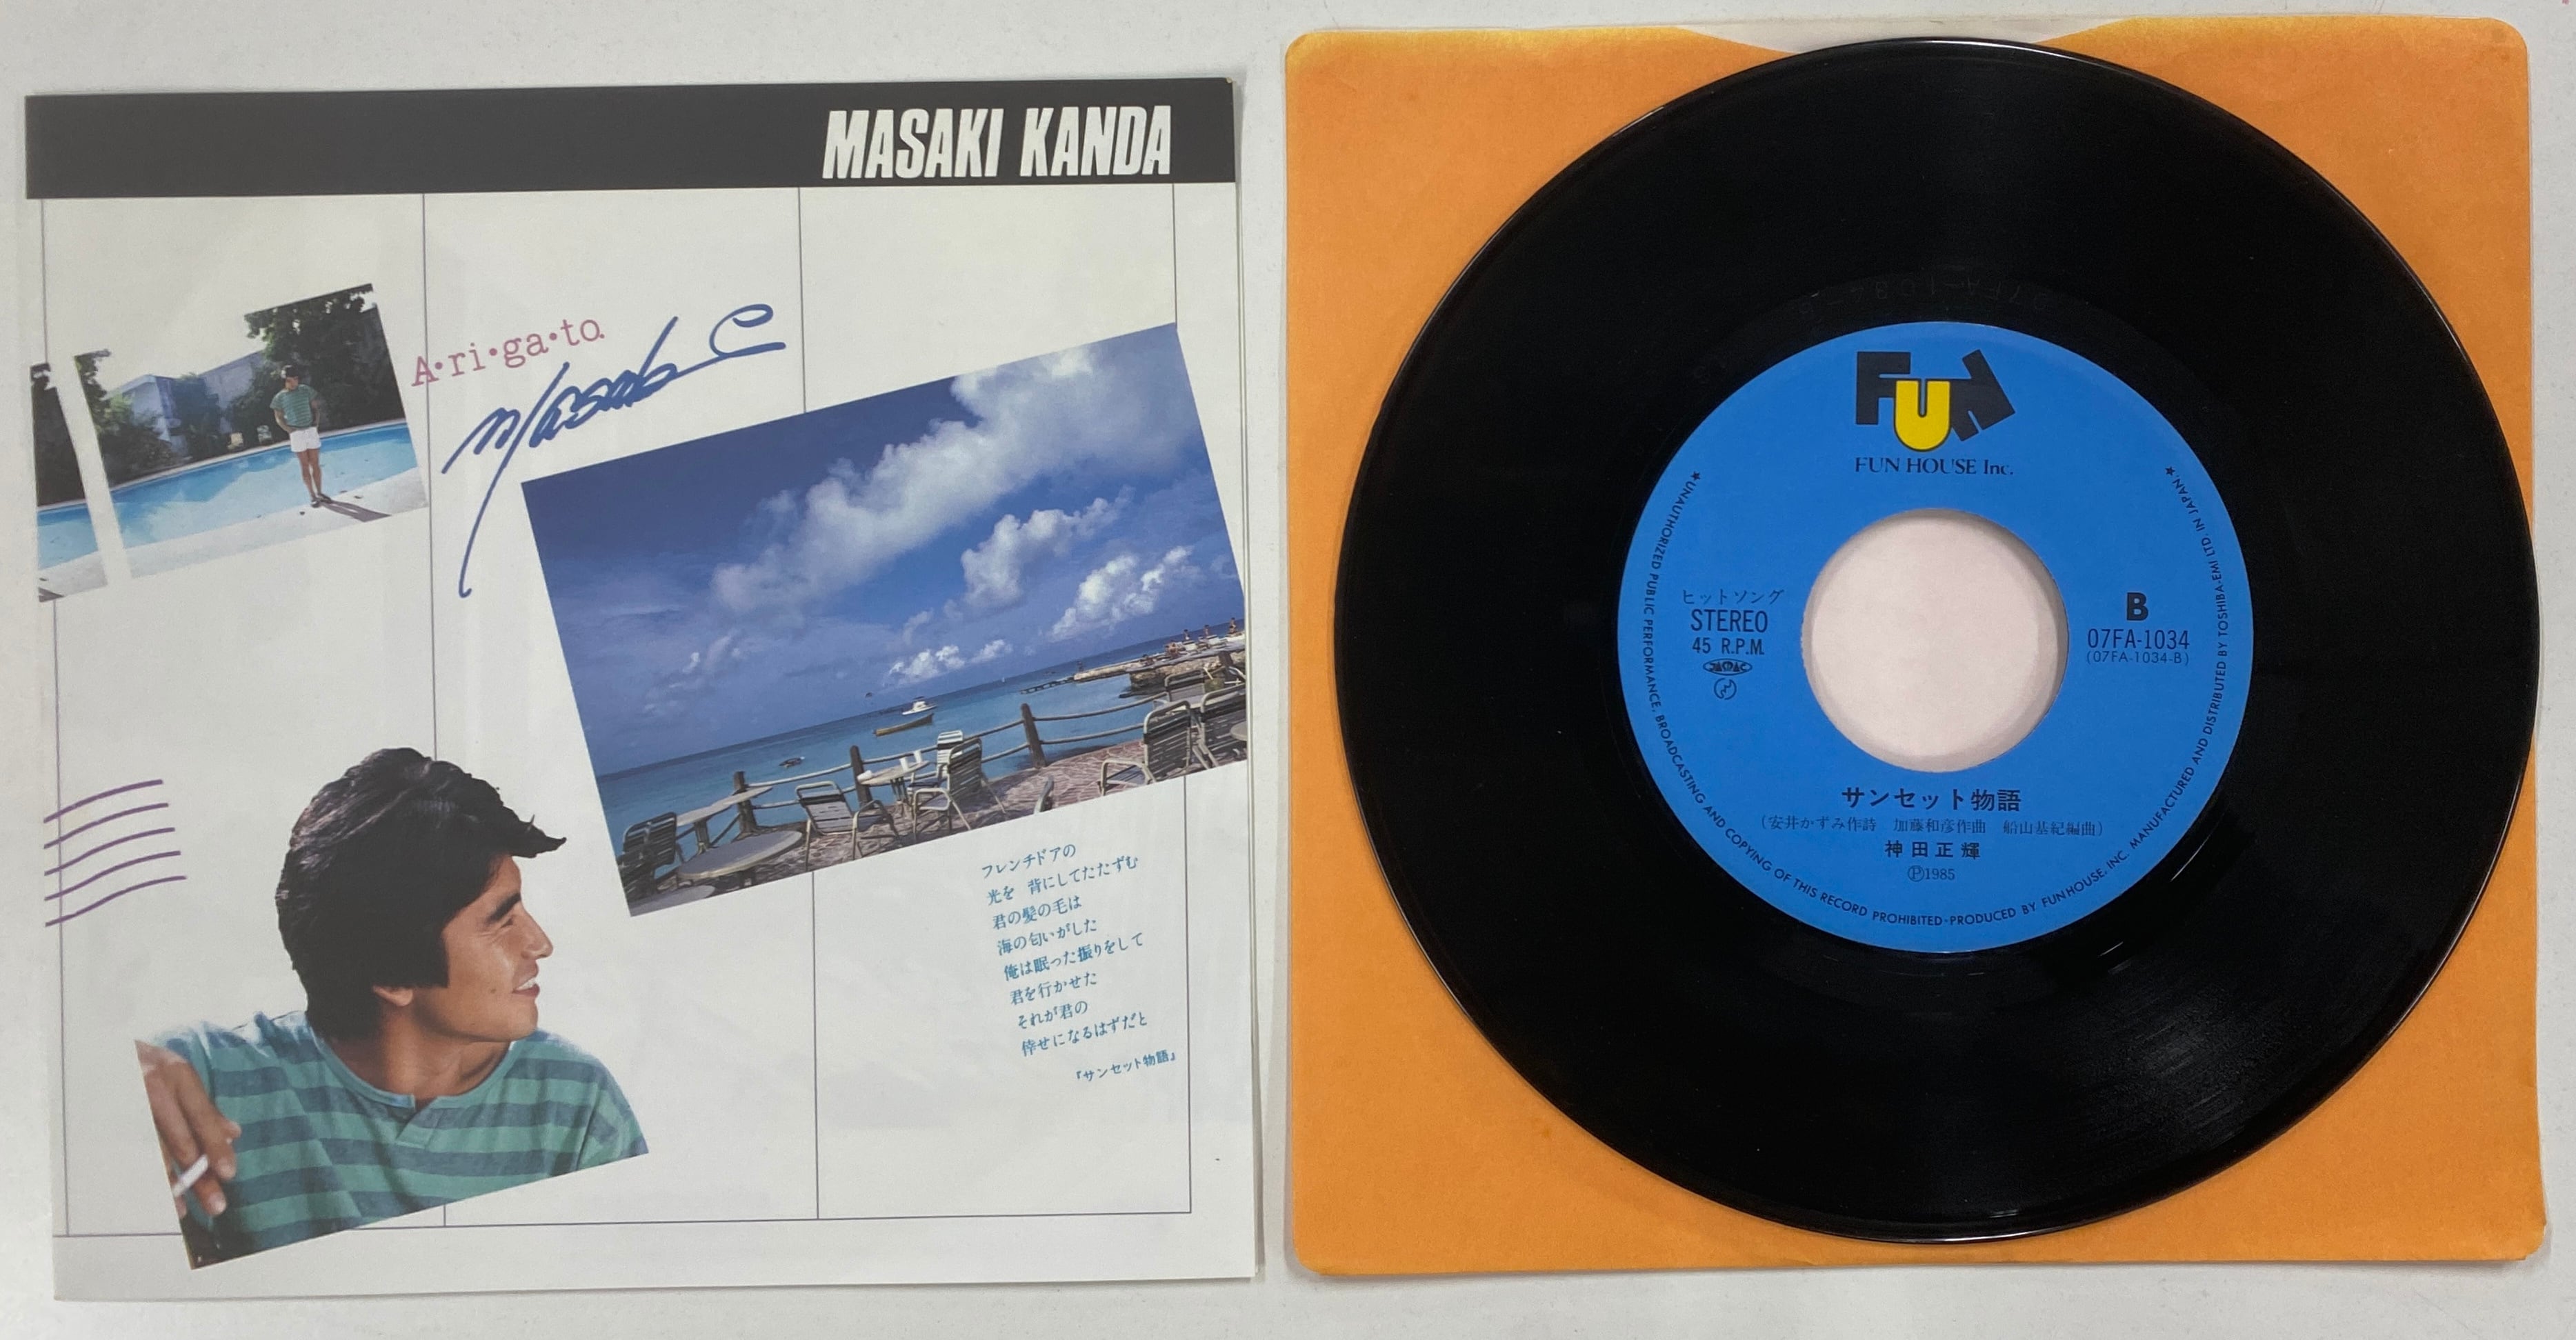 MASAKI KANDA
A・ri・ga・to.
Masaki
フレンチドアの
光を 背にしてたたずむ
君の髪の毛は
海の匂いがした
俺は眠った振りをして
君を行かせた
それが君の
倖せになるはずだと
『サンセット物語』
FUN
FUN HOUSE Inc.
ヒットソング
STEREO
45 R.P.M.
JASRAC
B
07FA-1034
(07FA-1034-B)
サンセット物語
(安井かずみ作詩 加藤和彦作曲 船山基紀編曲)
神田正輝
Ⓟ1985
★UNAUTHORIZED PUBLIC PERFORMANCE, BROADCASTING AND COPYING OF THIS RECORD PROHIBITED・PRODUCED BY FUNHOUSE, INC. MANUFACTURED AND DISTRIBUTED BY TOSHIBA-EMI LTD. IN JAPAN.★